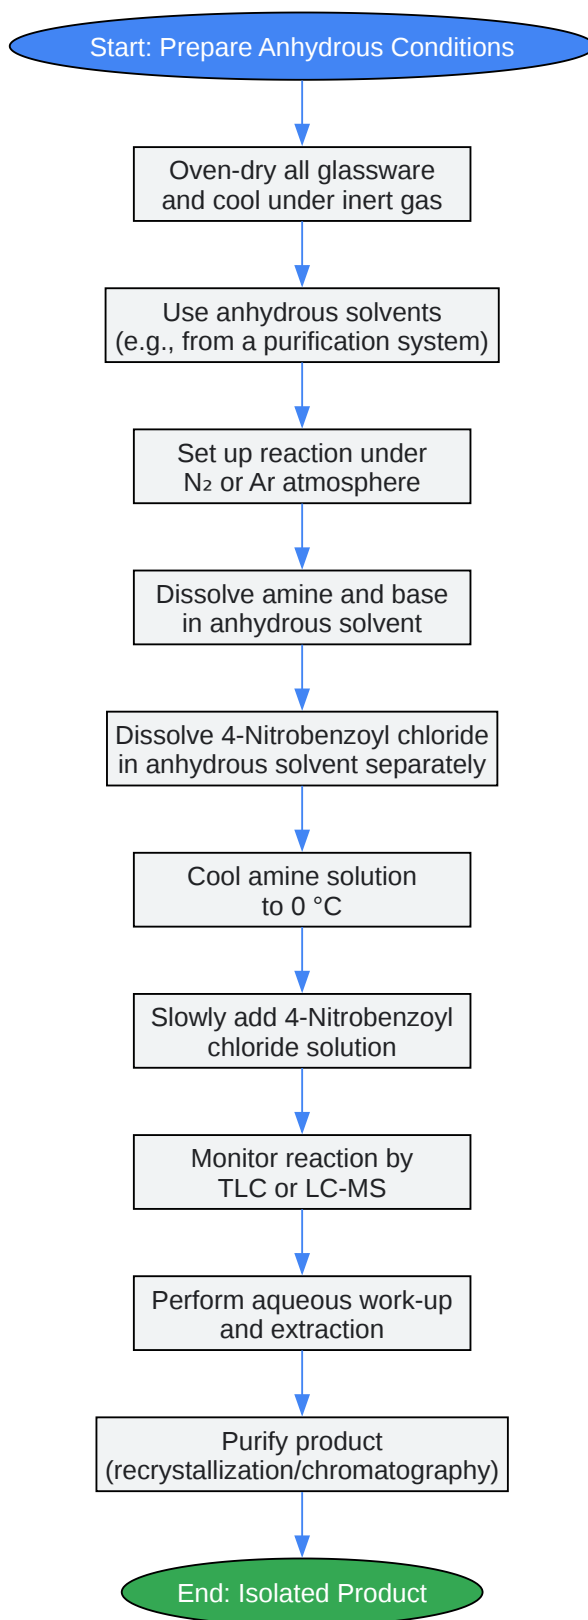 Start: Prepare Anhydrous Conditions
Oven-dry all glassware
and cool under inert gas
Use anhydrous solvents
(e.g., from a purification system)
Set up reaction under
N₂ or Ar atmosphere
Dissolve amine and base
in anhydrous solvent
Dissolve 4-Nitrobenzoyl chloride
in anhydrous solvent separately
Cool amine solution
to 0 °C
Slowly add 4-Nitrobenzoyl
chloride solution
Monitor reaction by
TLC or LC-MS
Perform aqueous work-up
and extraction
Purify product
(recrystallization/chromatography)
End: Isolated Product